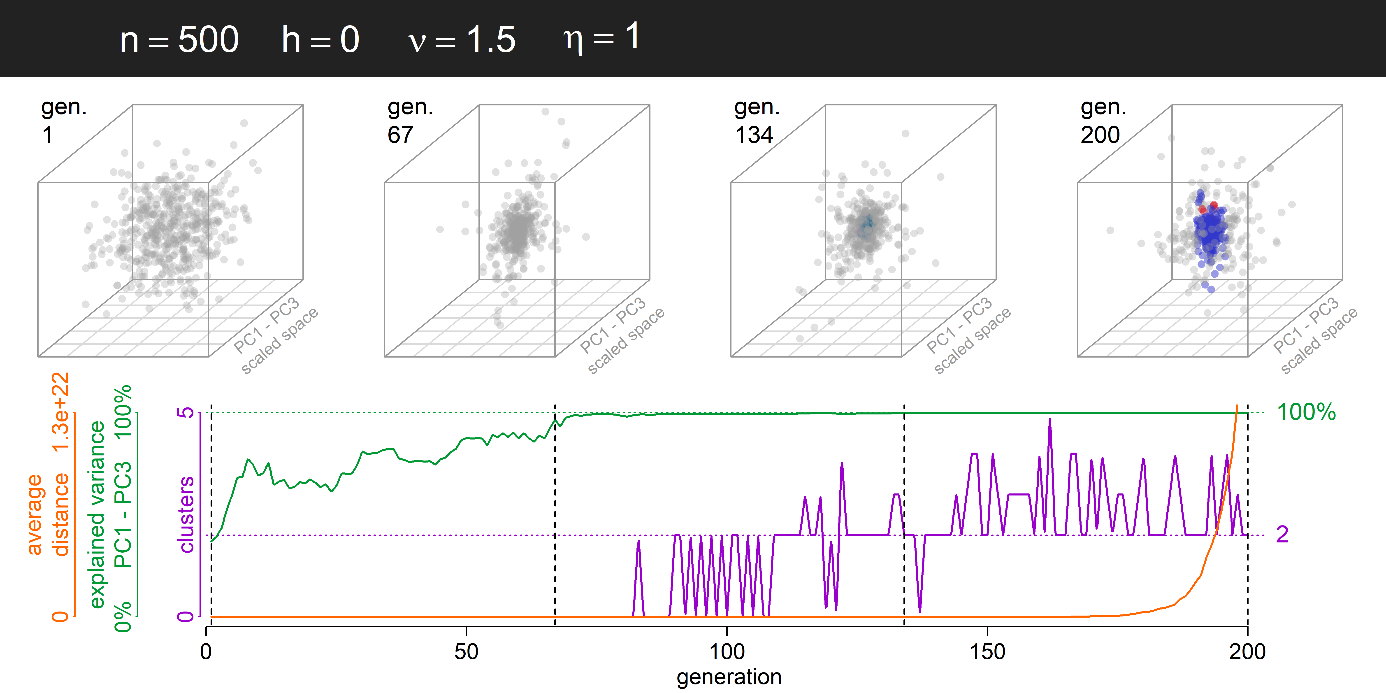 n = 500 h = 0 ν = 1.5 η = 1
gen.
1
gen.
67
gen.
134
gen.
200
PC1 - PC3
scaled space
PC1 - PC3
scaled space
PC1 - PC3
scaled space
PC1 - PC3
scaled space
average
distance
0 1.3e+22
explained variance
PC1 - PC3
0% 100%
clusters
0 5
100%
2
0 50 100 150 200
generation